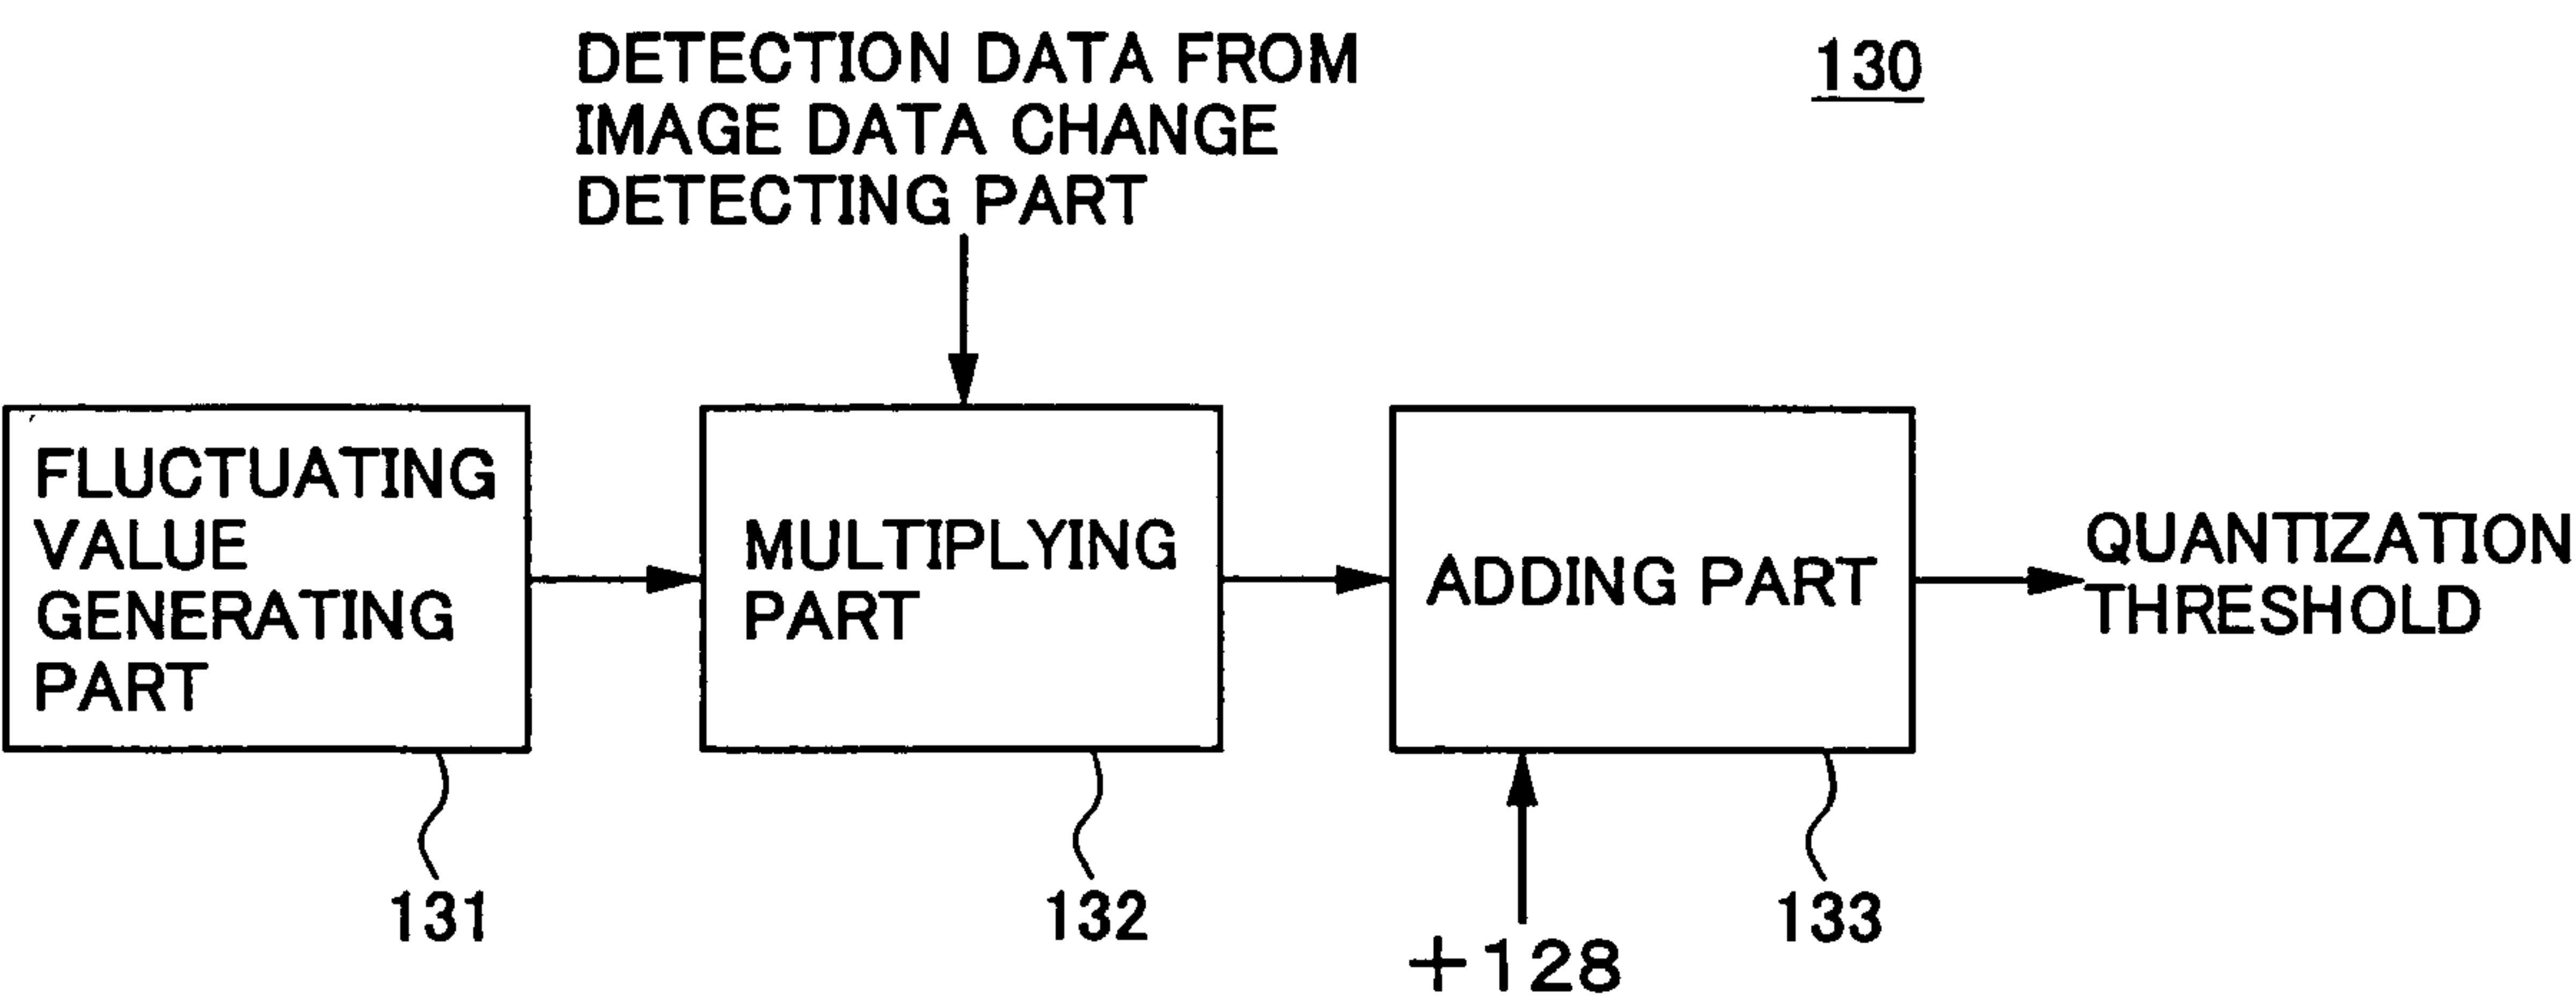 DETECTION DATA FROM
IMAGE DATA CHANGE
DETECTING PART
130
FLUCTUATING
VALUE
GENERATING
PART
MULTIPLYING
PART
ADDING PART
QUANTIZATION
THRESHOLD
131
132
133
+128